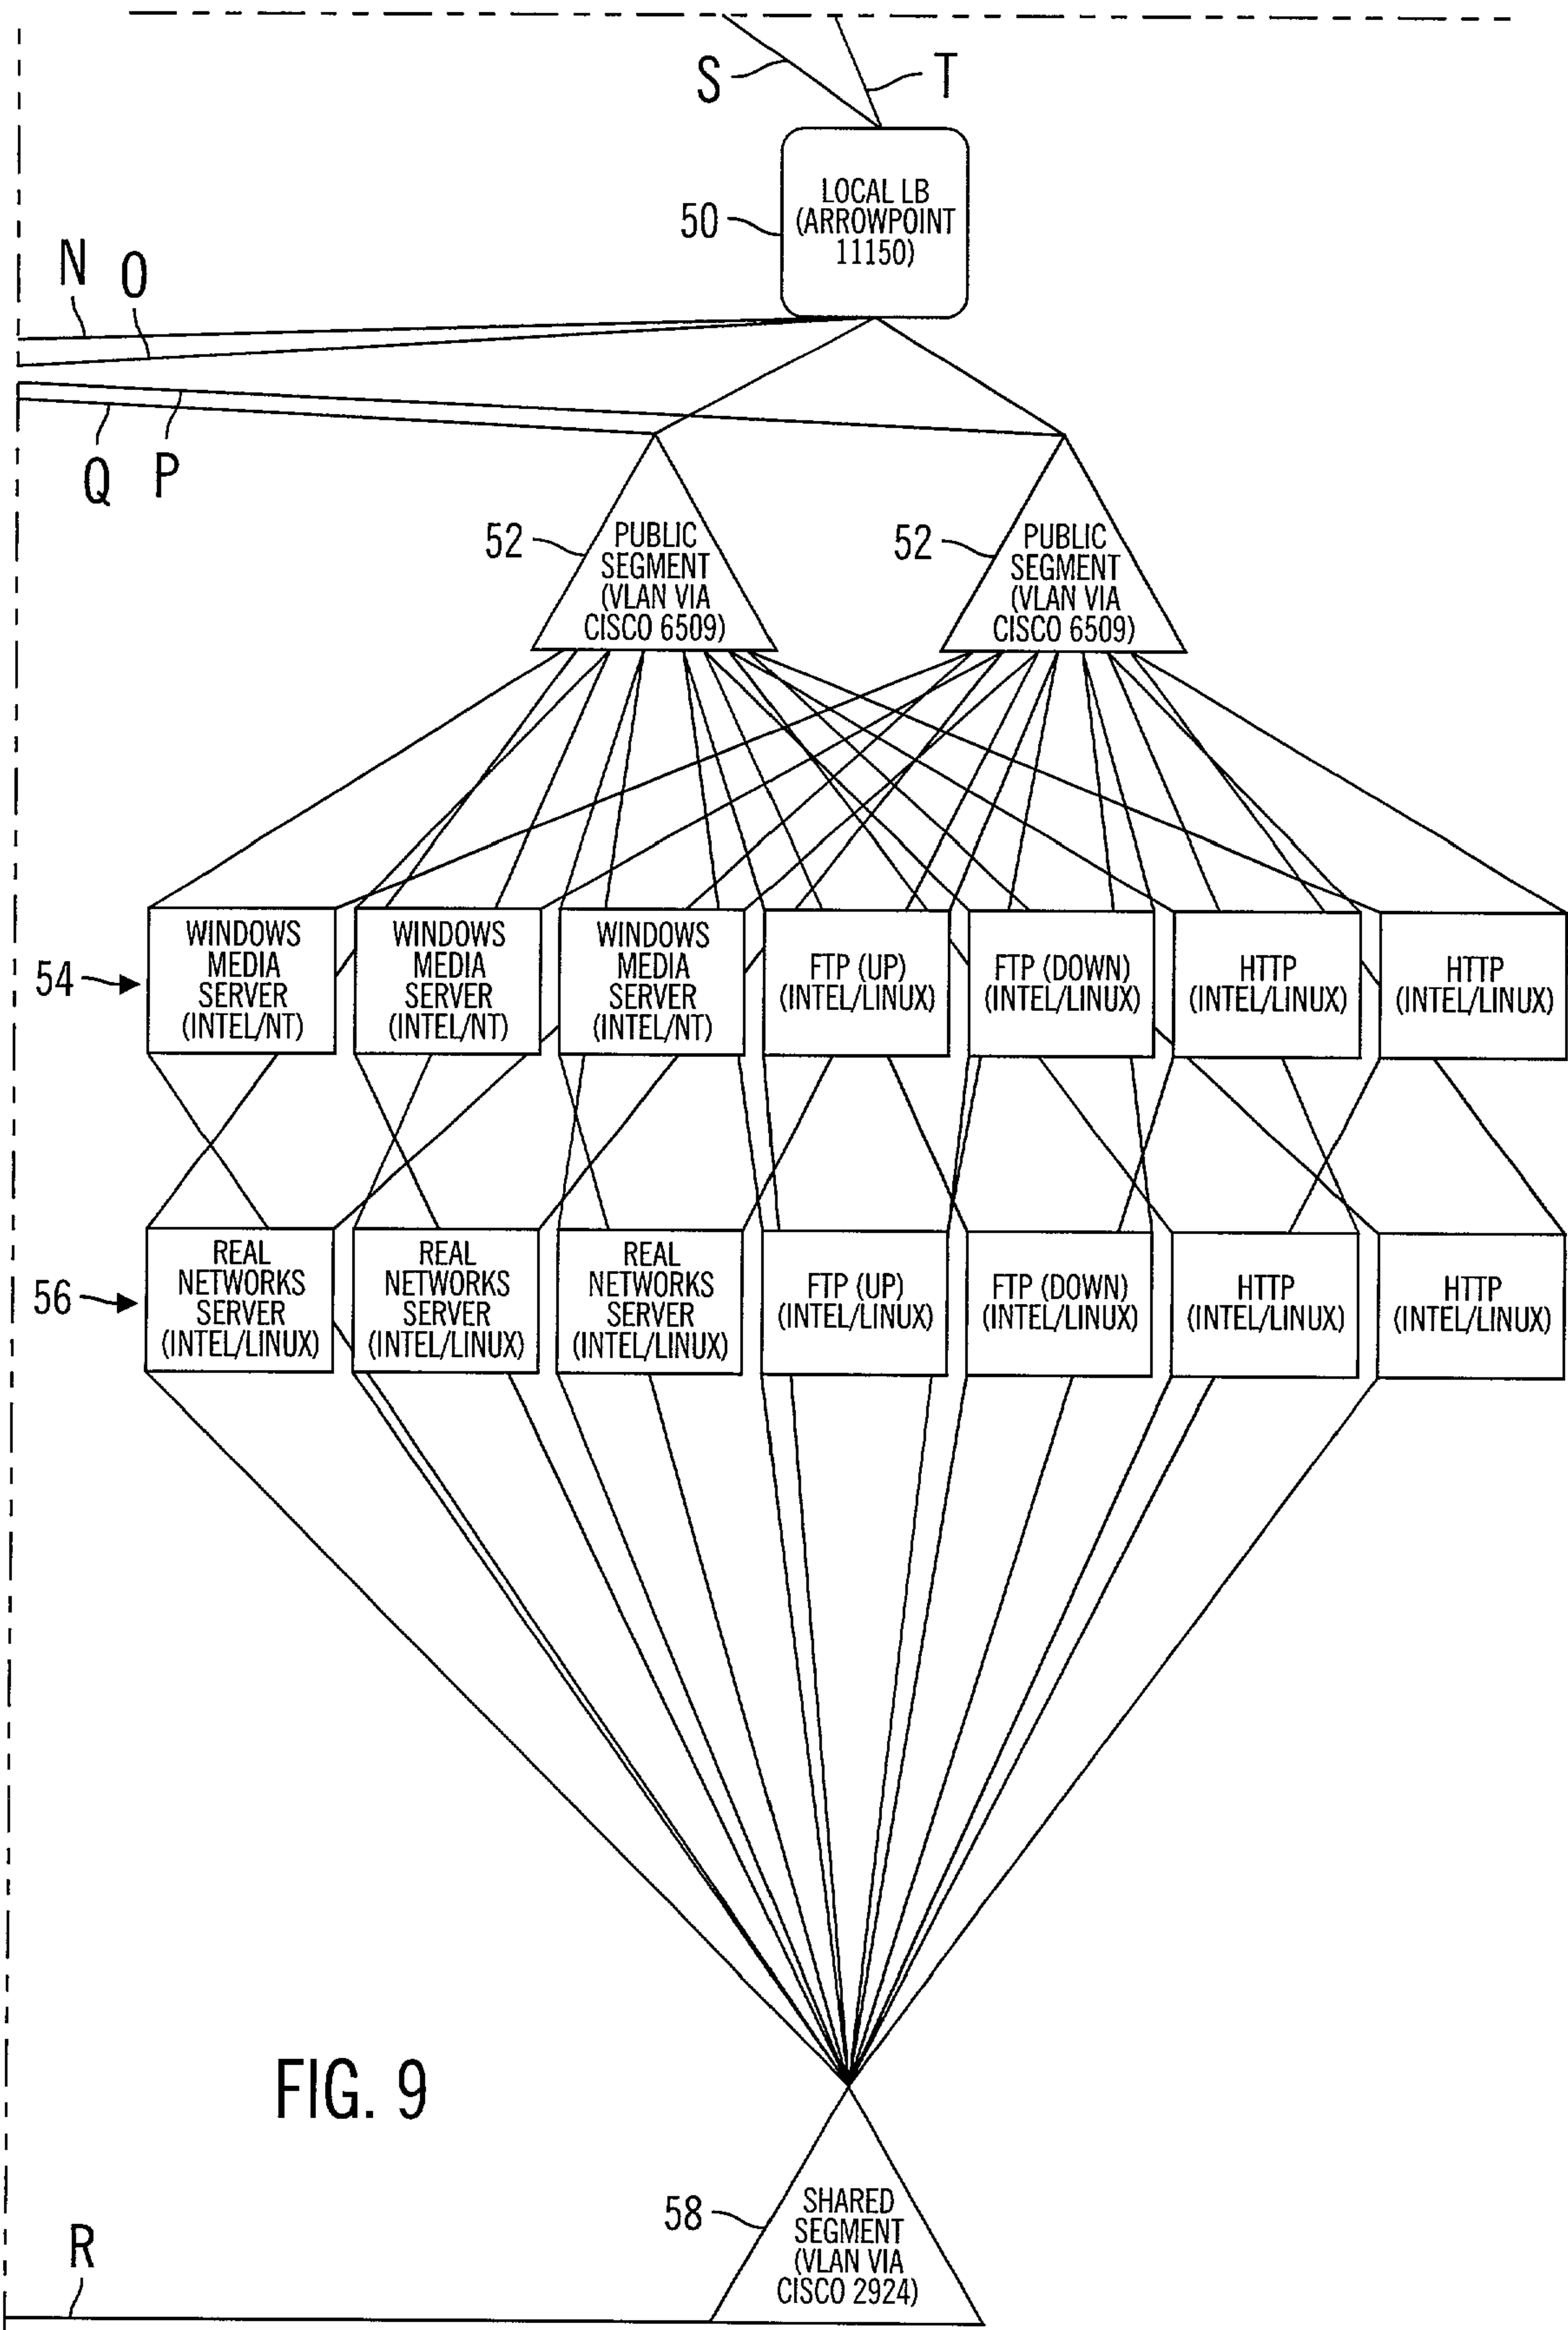 S
T
LOCAL LB
(ARROWPOINT
11150)
50
N
O
Q
P
52
PUBLIC
SEGMENT
(VLAN VIA
CISCO 6509)
52
PUBLIC
SEGMENT
(VLAN VIA
CISCO 6509)
54
WINDOWS
MEDIA
SERVER
(INTEL/NT)
WINDOWS
MEDIA
SERVER
(INTEL/NT)
WINDOWS
MEDIA
SERVER
(INTEL/NT)
FTP (UP)
(INTEL/LINUX)
FTP (DOWN)
(INTEL/LINUX)
HTTP
(INTEL/LINUX)
HTTP
(INTEL/LINUX)
56
REAL
NETWORKS
SERVER
(INTEL/LINUX)
REAL
NETWORKS
SERVER
(INTEL/LINUX)
REAL
NETWORKS
SERVER
(INTEL/LINUX)
FTP (UP)
(INTEL/LINUX)
FTP (DOWN)
(INTEL/LINUX)
HTTP
(INTEL/LINUX)
HTTP
(INTEL/LINUX)
FIG. 9
58
SHARED
SEGMENT
(VLAN VIA
CISCO 2924)
R